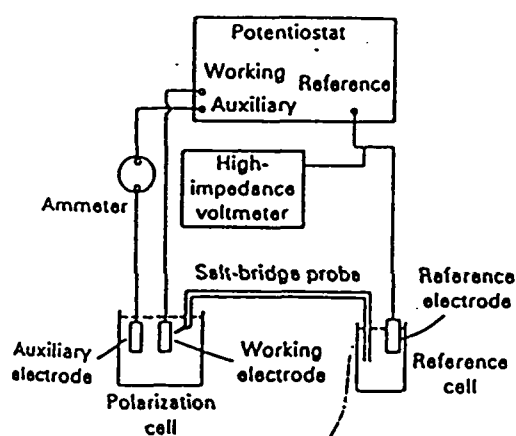 Potentiostat
Working
Reference
Auxiliary
High-
impedance
voltmeter
Ammeter
Salt-bridge probe
Reference
electrode
Auxiliary
electrode
Working
electrode
Reference
cell
Polarization
cell